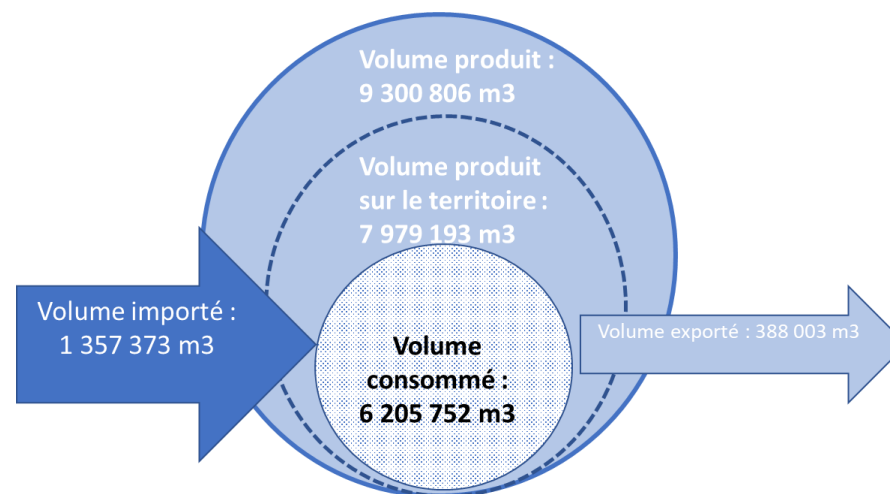 Volume produit :
9 300 806 m3
Volume produit
sur le territoire :
7 979 193 m3
Volume importé :
1 357 373 m3
Volume exporté : 388 003 m3
Volume
consommé :
6 205 752 m3